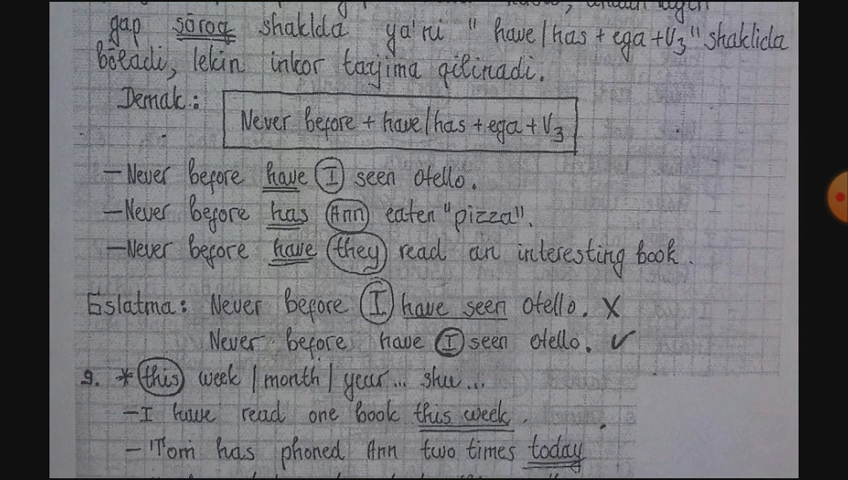 gap sõroq shaklda ya'ni "have/has + ega + V3" shaklida
bõladi, lekin inkor tarjima qilinadi.
Demak:
Never before + have/has + ega + V3
– Never before have I seen Otello.
– Never before has Ann eaten "pizza".
– Never before have they read an interesting book.
Eslatma: Never before I have seen Otello. X
Never before have I seen Otello. ✓
9. * this week / month / year... shu...
– I have read one book this week.
– Tom has phoned Ann two times today